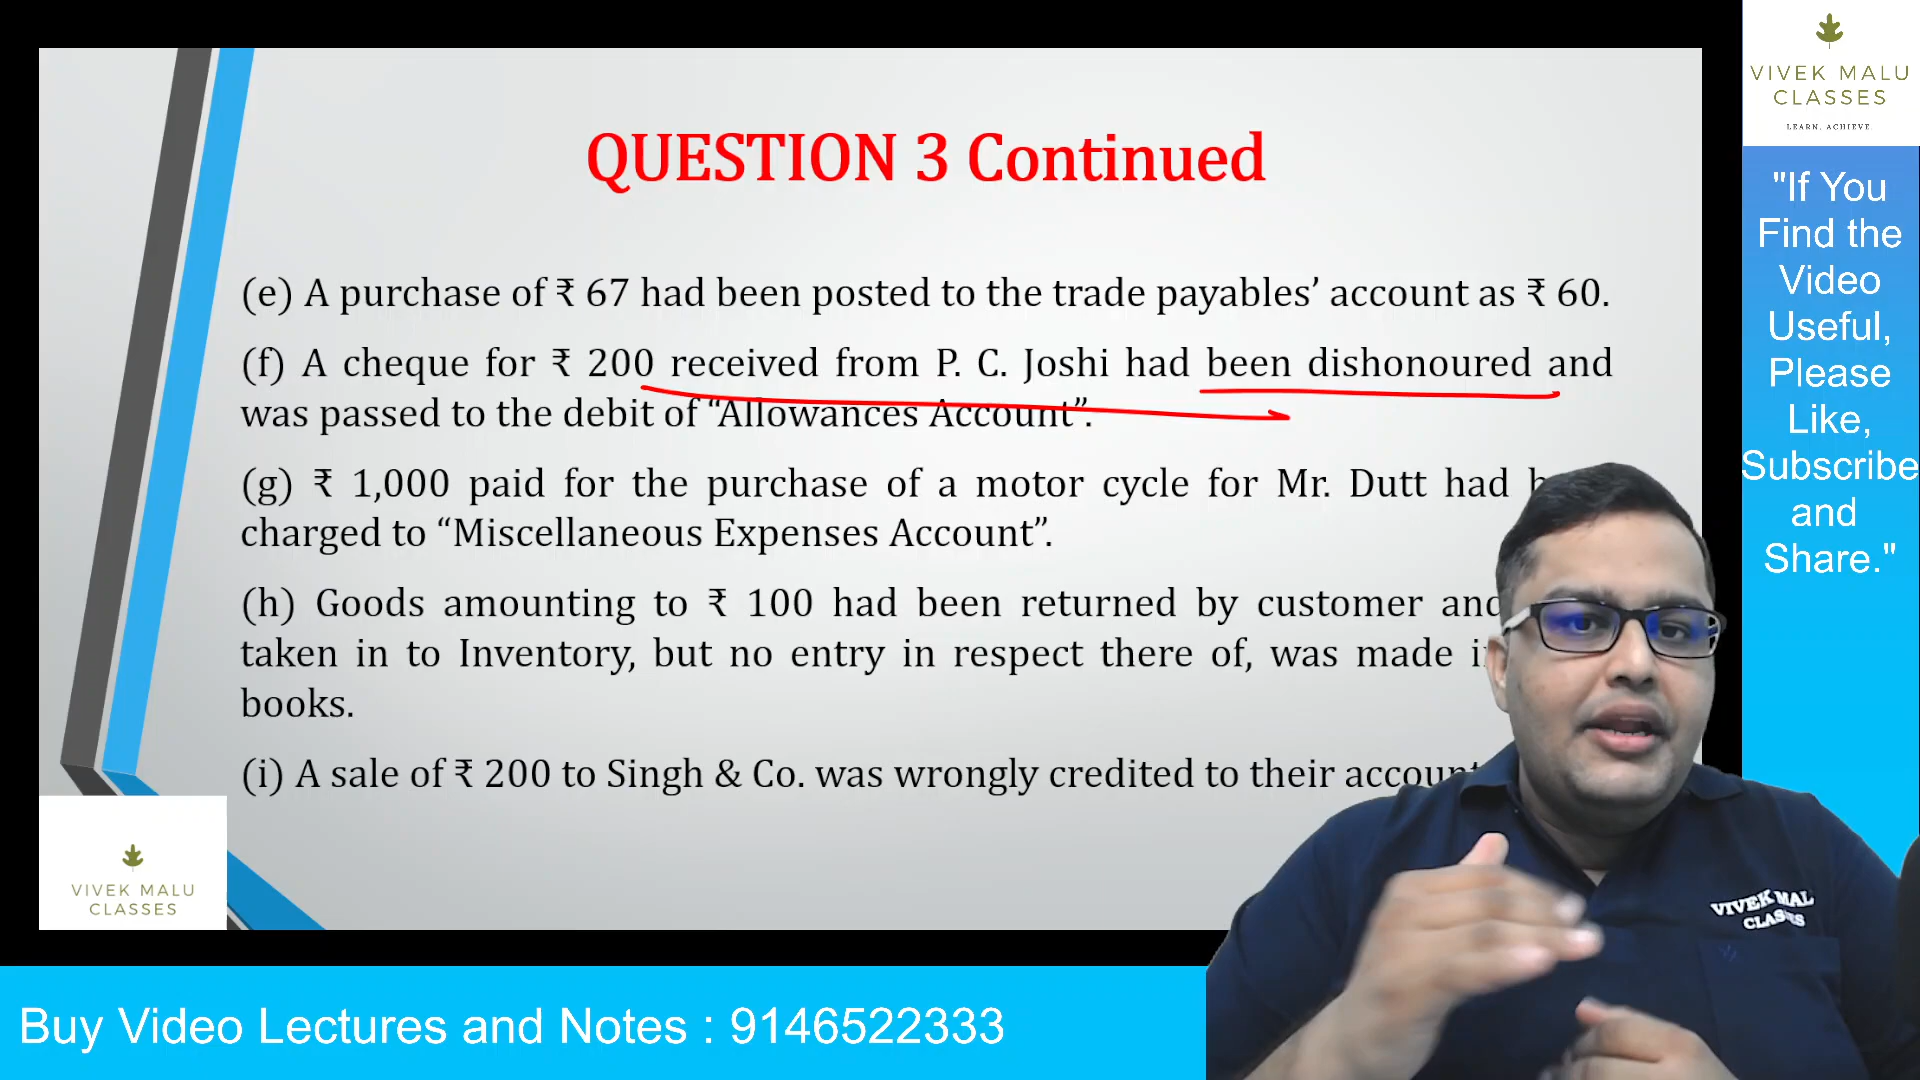 QUESTION 3 Continued
(e) A purchase of ₹ 67 had been posted to the trade payables’ account as ₹ 60.
(f) A cheque for ₹ 200 received from P. C. Joshi had been dishonoured and
was passed to the debit of “Allowances Account”.
(g) ₹ 1,000 paid for the purchase of a motor cycle for Mr. Dutt had
charged to “Miscellaneous Expenses Account”.
(h) Goods amounting to ₹ 100 had been returned by customer and
taken in to Inventory, but no entry in respect there of, was made
books.
(i) A sale of ₹ 200 to Singh & Co. was wrongly credited to their account
VIVEK MALU
CLASSES
VIVEK MALU
CLASSES
LEARN. ACHIEVE.
"If You
Find the
Video
Useful,
Please
Like,
Subscribe
and
Share."
VIVEK MAL
CLASSES
Buy Video Lectures and Notes : 9146522333